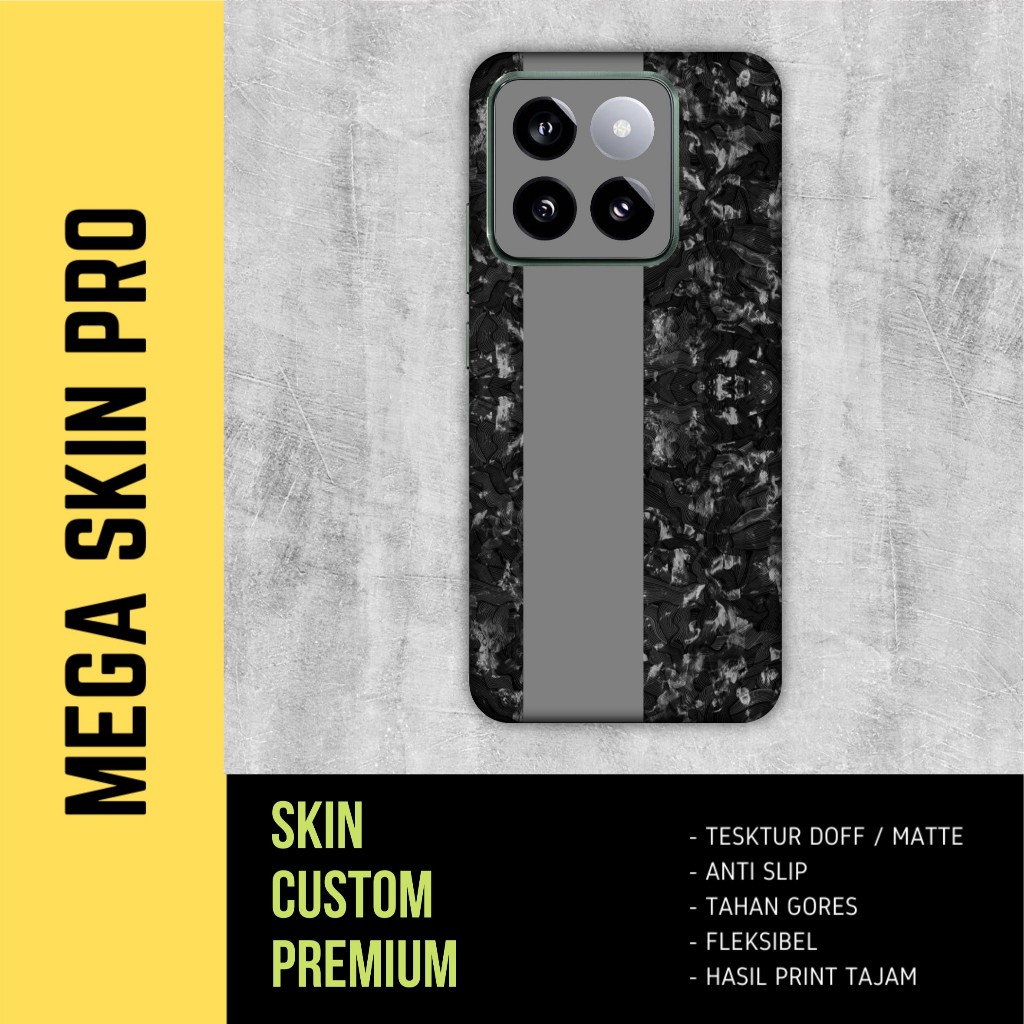 MEGA SKIN PRO
SKIN
CUSTOM
PREMIUM
- TESKTUR DOFF / MATTE
- ANTI SLIP
- TAHAN GORES
- FLEKSIBEL
- HASIL PRINT TAJAM